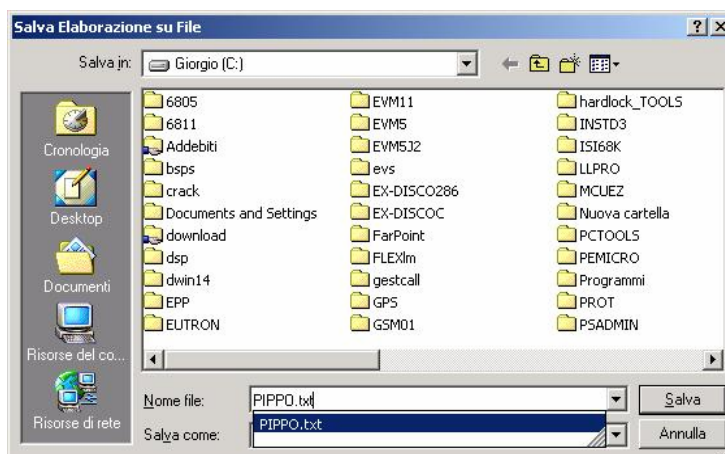 Salva Elaborazione su File
Salva in: Giorgio (C:)
Cronologia
Desktop
Documenti
Risorse del co...
Risorse di rete
6805
6811
Addebiti
bsps
crack
Documents and Settings
download
dsp
dwin14
EPP
EUTRON
EVM11
EVM5
EVM5J2
evs
EX-DISCO286
EX-DISCOC
FarPoint
FLEXlm
gestcall
GPS
GSM01
hardlock_TOOLS
INSTD3
ISI68K
LLPRO
MCUEZ
Nuova cartella
PCTOOLS
PEMICRO
Programmi
PROT
PSADMIN
Nome file: PIPPO.txt Salva
PIPPO.txt
Salva come: Annulla